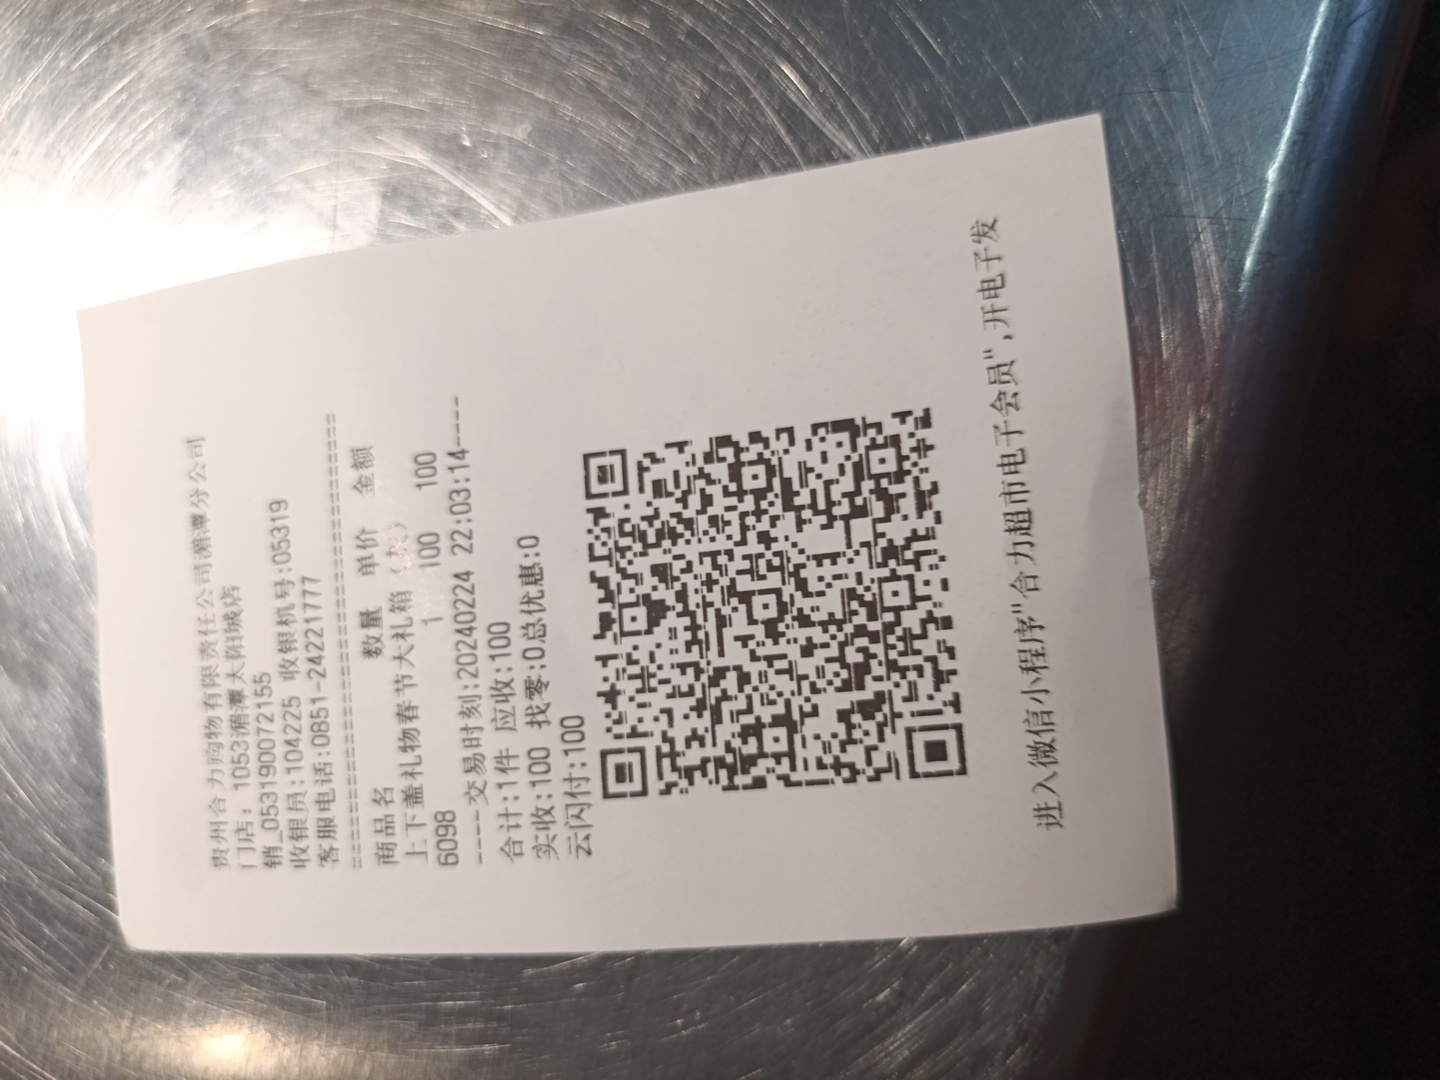 贵州合力购物有限责任公司湄潭分公司
门店: 1053湄潭太阳城店
销_053190072155
收银员:104225 收银机号:05319
客服电话:0851-24221777
商品名 数量 单价 金额
上下盖礼物春节大礼箱 (衷)
6098 1 100 100
----交易时刻:20240224 22:03:14----
合计:1件 应收:100
实收:100 找零:0总优惠:0
云闪付:100
进入微信小程序"合力超市电子会员",开电子发